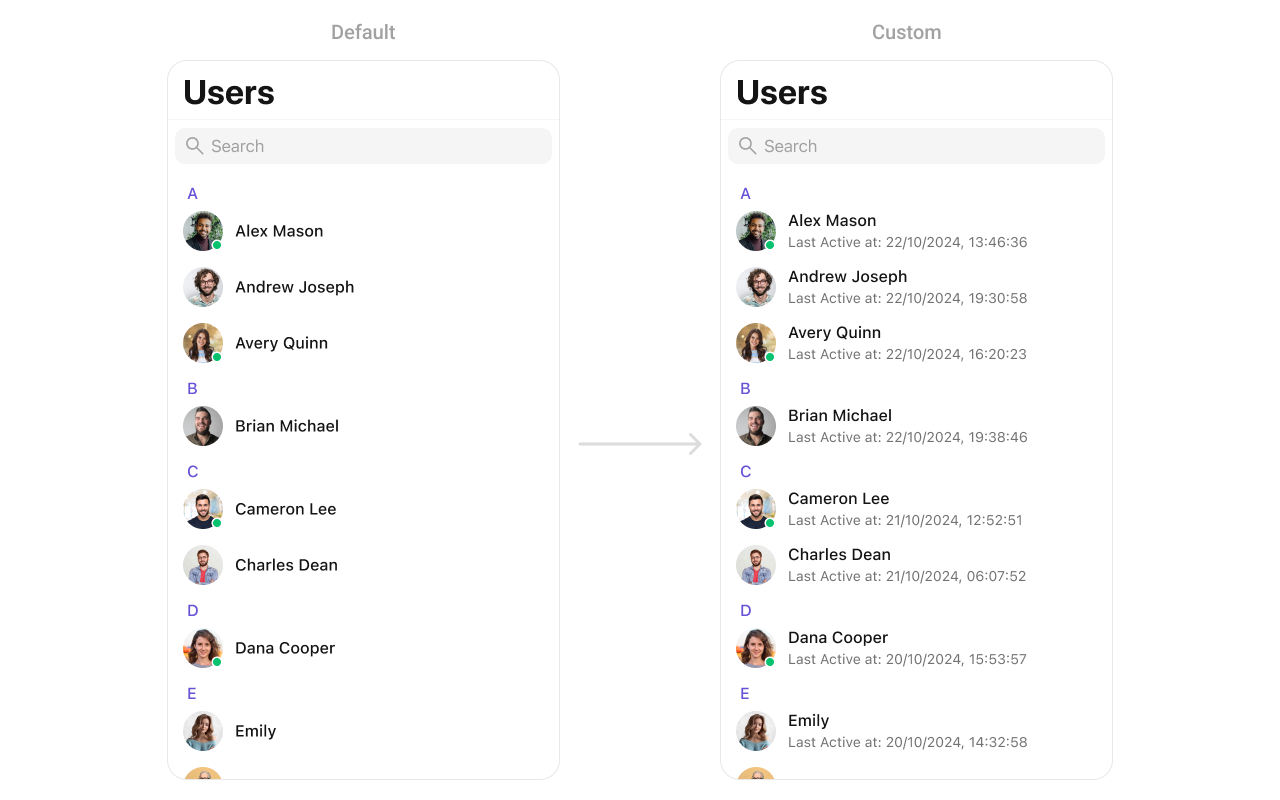 Default
Users
Search
A
Alex Mason
Andrew Joseph
Avery Quinn
B
Brian Michael
C
Cameron Lee
Charles Dean
D
Dana Cooper
E
Emily
Custom
Users
Search
A
Alex Mason
Last Active at: 22/10/2024, 13:46:36
Andrew Joseph
Last Active at: 22/10/2024, 19:30:58
Avery Quinn
Last Active at: 22/10/2024, 16:20:23
B
Brian Michael
Last Active at: 22/10/2024, 19:38:46
C
Cameron Lee
Last Active at: 21/10/2024, 12:52:51
Charles Dean
Last Active at: 21/10/2024, 06:07:52
D
Dana Cooper
Last Active at: 20/10/2024, 15:53:57
E
Emily
Last Active at: 20/10/2024, 14:32:58